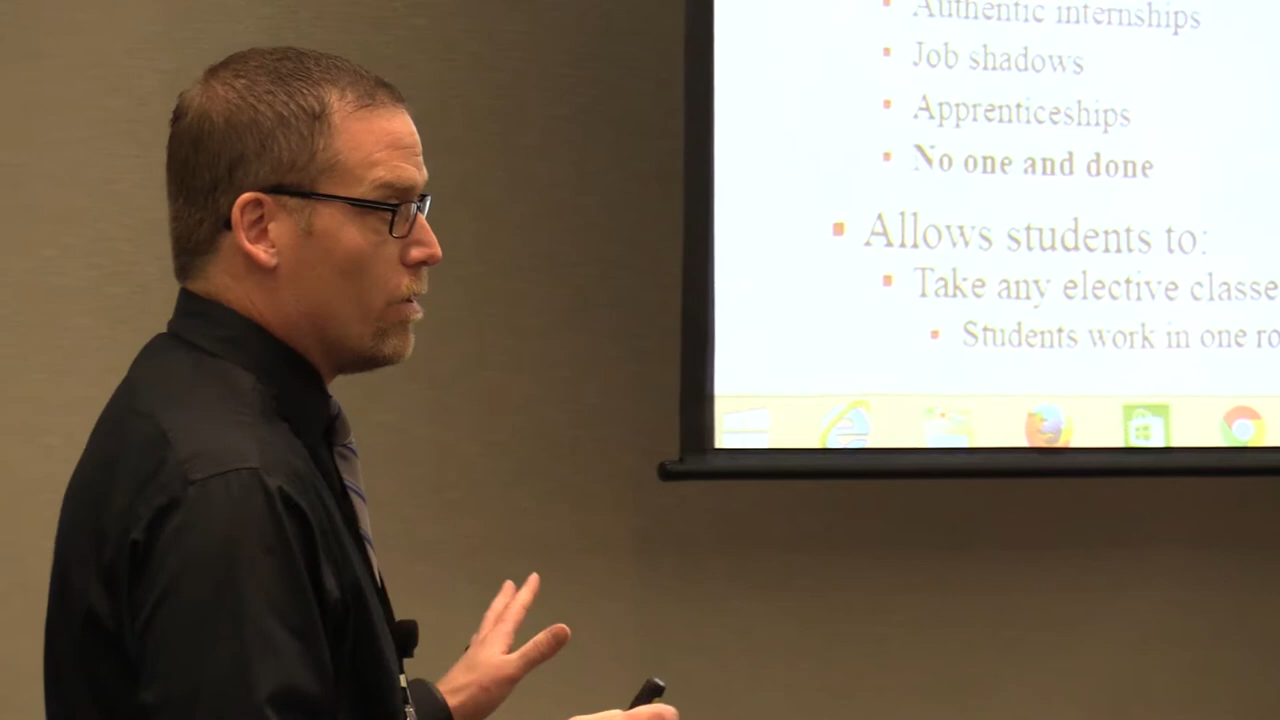 Authentic internships
Job shadows
Apprenticeships
No one and done
Allows students to:
Take any elective classe
Students work in one ro